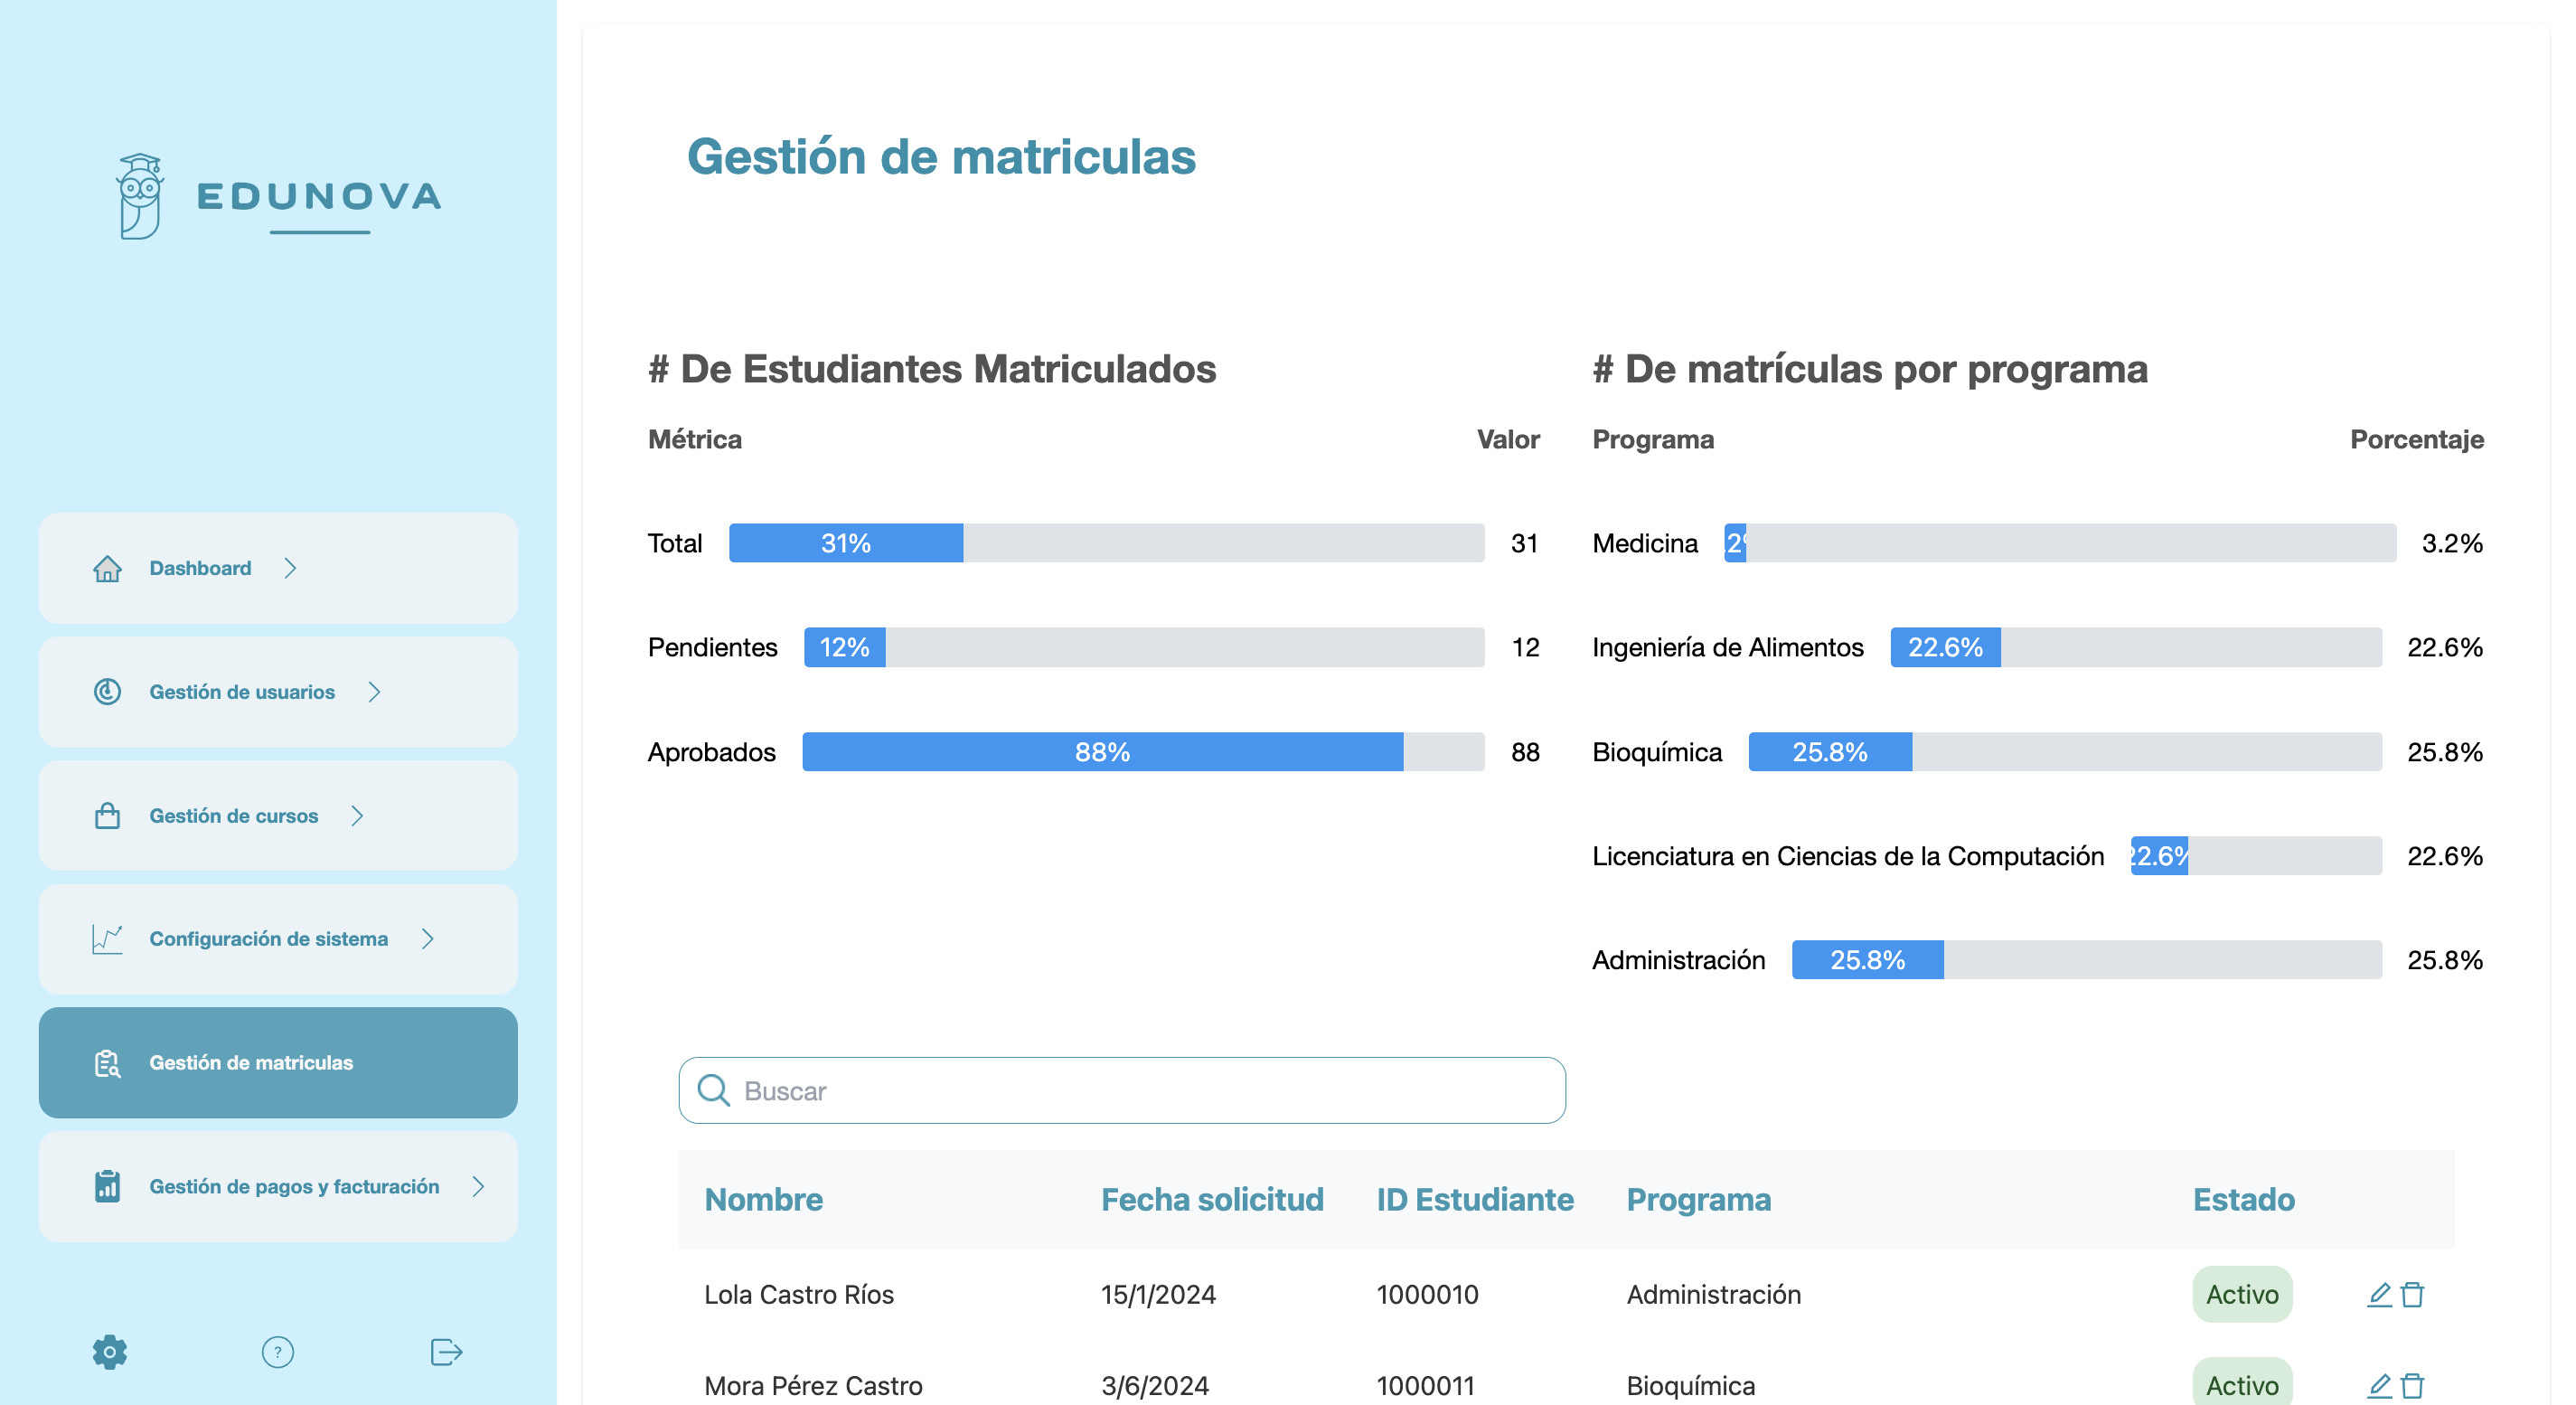 EDUNOVA
Dashboard
Gestión de usuarios
Gestión de cursos
Configuración de sistema
Gestión de matriculas
Gestión de pagos y facturación
?
Gestión de matriculas
# De Estudiantes Matriculados
Métrica Valor
Total 31% 31
Pendientes 12% 12
Aprobados 88% 88
# De matrículas por programa
Programa Porcentaje
Medicina 3.2%
Ingeniería de Alimentos 22.6% 22.6%
Bioquímica 25.8% 25.8%
Licenciatura en Ciencias de la Computación 22.6% 22.6%
Administración 25.8% 25.8%
Buscar
Nombre Fecha solicitud ID Estudiante Programa Estado
Lola Castro Ríos 15/1/2024 1000010 Administración Activo
Mora Pérez Castro 3/6/2024 1000011 Bioquímica Activo